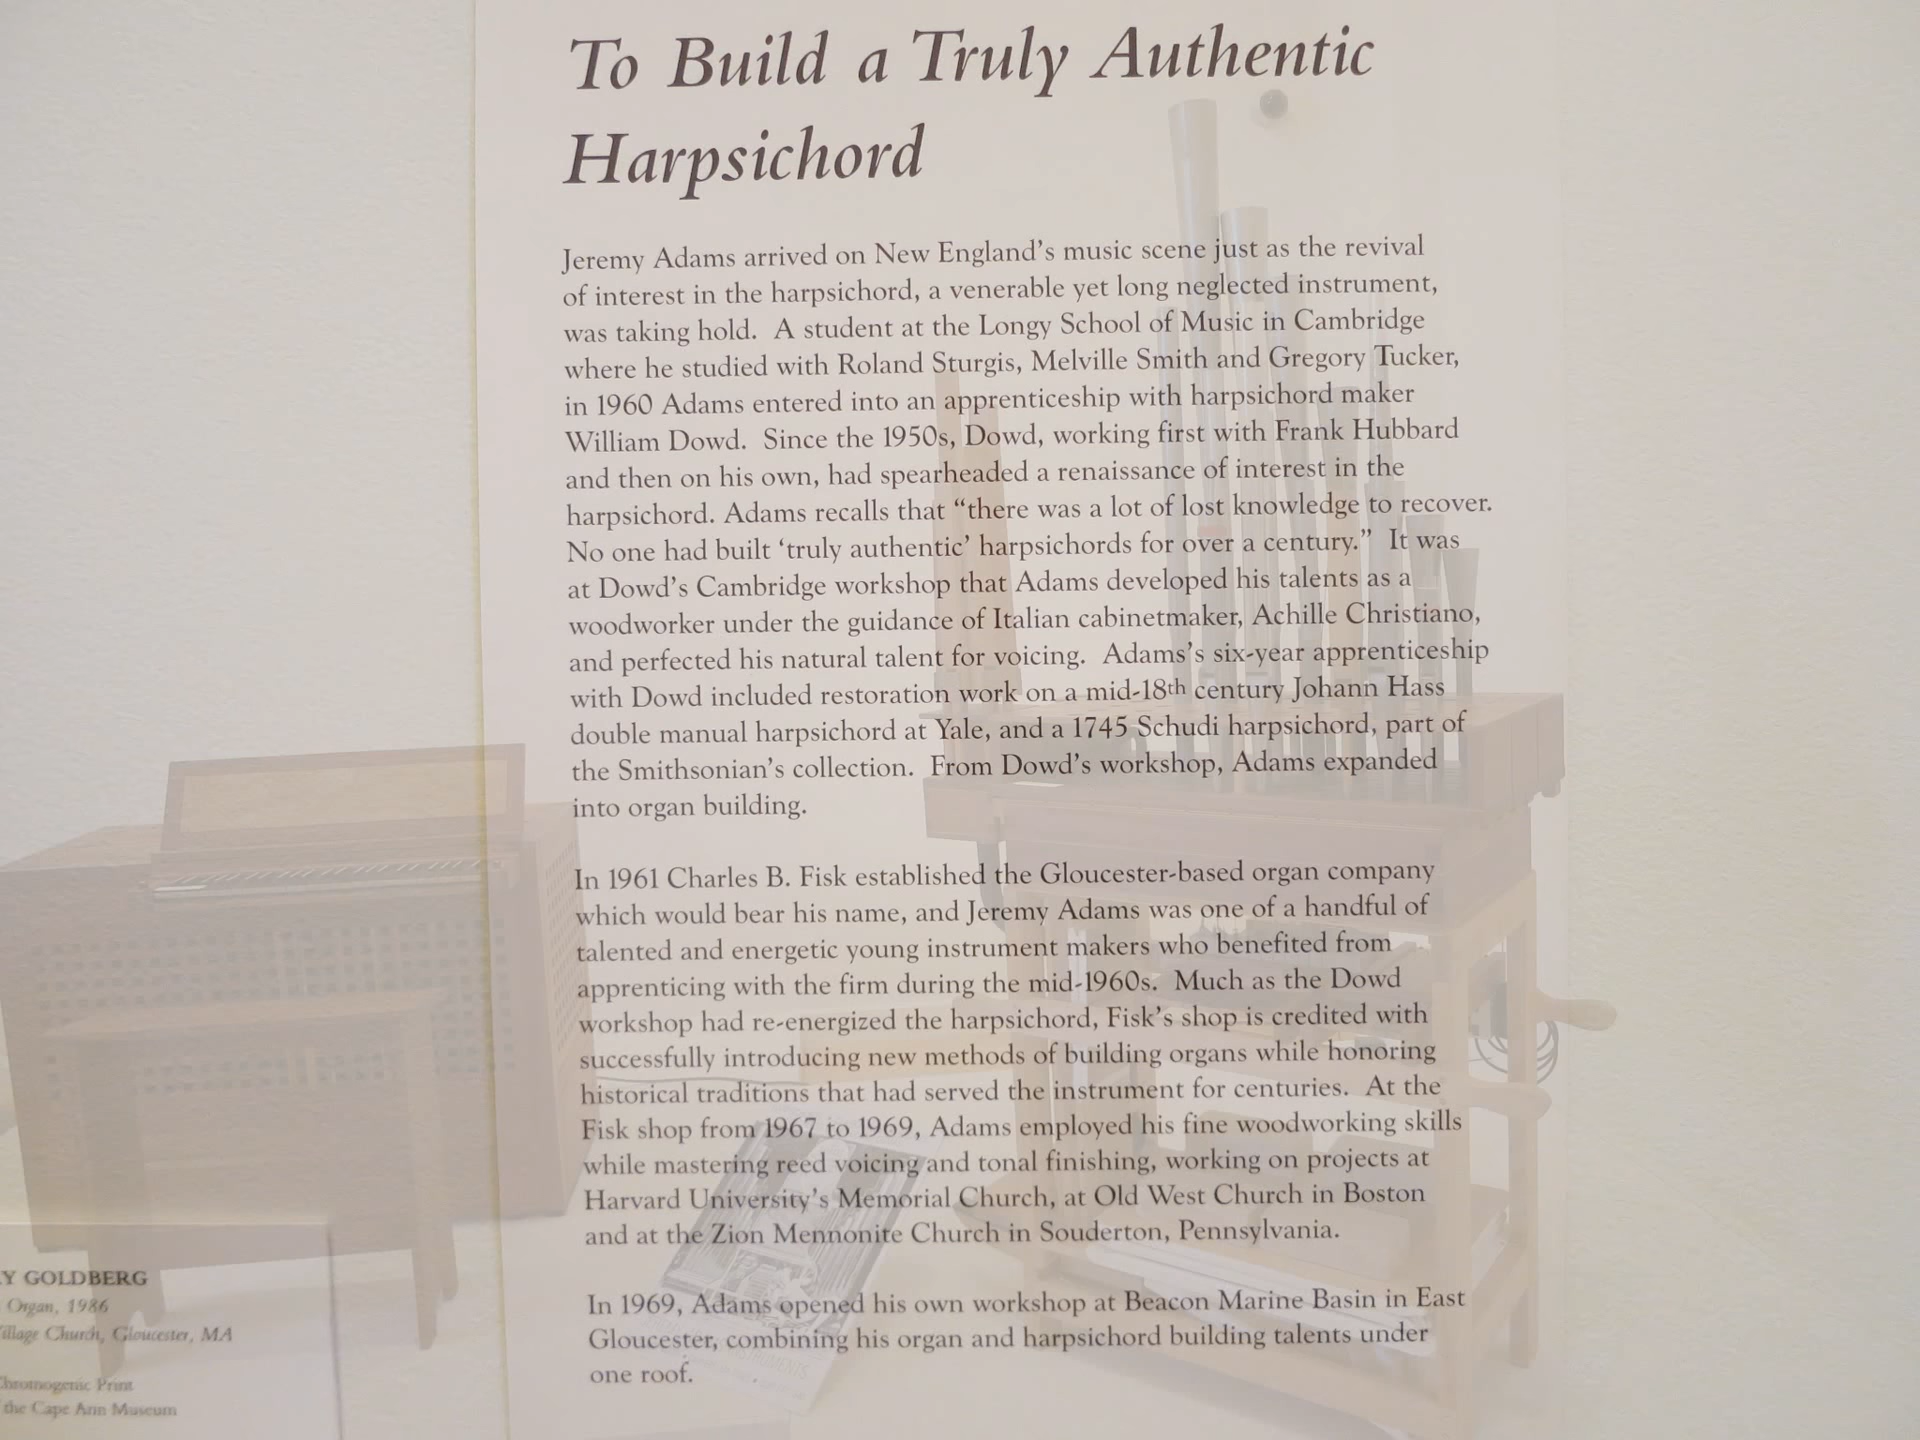 To Build a Truly Authentic
Harpsichord
Jeremy Adams arrived on New England's music scene just as the revival
of interest in the harpsichord, a venerable yet long neglected instrument,
was taking hold.  A student at the Longy School of Music in Cambridge
where he studied with Roland Sturgis, Melville Smith and Gregory Tucker,
in 1960 Adams entered into an apprenticeship with harpsichord maker
William Dowd.  Since the 1950s, Dowd, working first with Frank Hubbard
and then on his own, had spearheaded a renaissance of interest in the
harpsichord. Adams recalls that “there was a lot of lost knowledge to recover.
No one had built ‘truly authentic’ harpsichords for over a century.”  It was
at Dowd's Cambridge workshop that Adams developed his talents as a
woodworker under the guidance of Italian cabinetmaker, Achille Christiano,
and perfected his natural talent for voicing.  Adams's six-year apprenticeship
with Dowd included restoration work on a mid-18th century Johann Hass
double manual harpsichord at Yale, and a 1745 Schudi harpsichord, part of
the Smithsonian's collection.  From Dowd's workshop, Adams expanded
into organ building.
In 1961 Charles B. Fisk established the Gloucester-based organ company
which would bear his name, and Jeremy Adams was one of a handful of
talented and energetic young instrument makers who benefited from
apprenticing with the firm during the mid-1960s.  Much as the Dowd
workshop had re-energized the harpsichord, Fisk's shop is credited with
successfully introducing new methods of building organs while honoring
historical traditions that had served the instrument for centuries.  At the
Fisk shop from 1967 to 1969, Adams employed his fine woodworking skills
while mastering reed voicing and tonal finishing, working on projects at
Harvard University's Memorial Church, at Old West Church in Boston
and at the Zion Mennonite Church in Souderton, Pennsylvania.
In 1969, Adams opened his own workshop at Beacon Marine Basin in East
Gloucester, combining his organ and harpsichord building talents under
one roof.
Y GOLDBERG
Organ, 1986
Village Church, Gloucester, MA
Chromogenic Print
the Cape Ann Museum